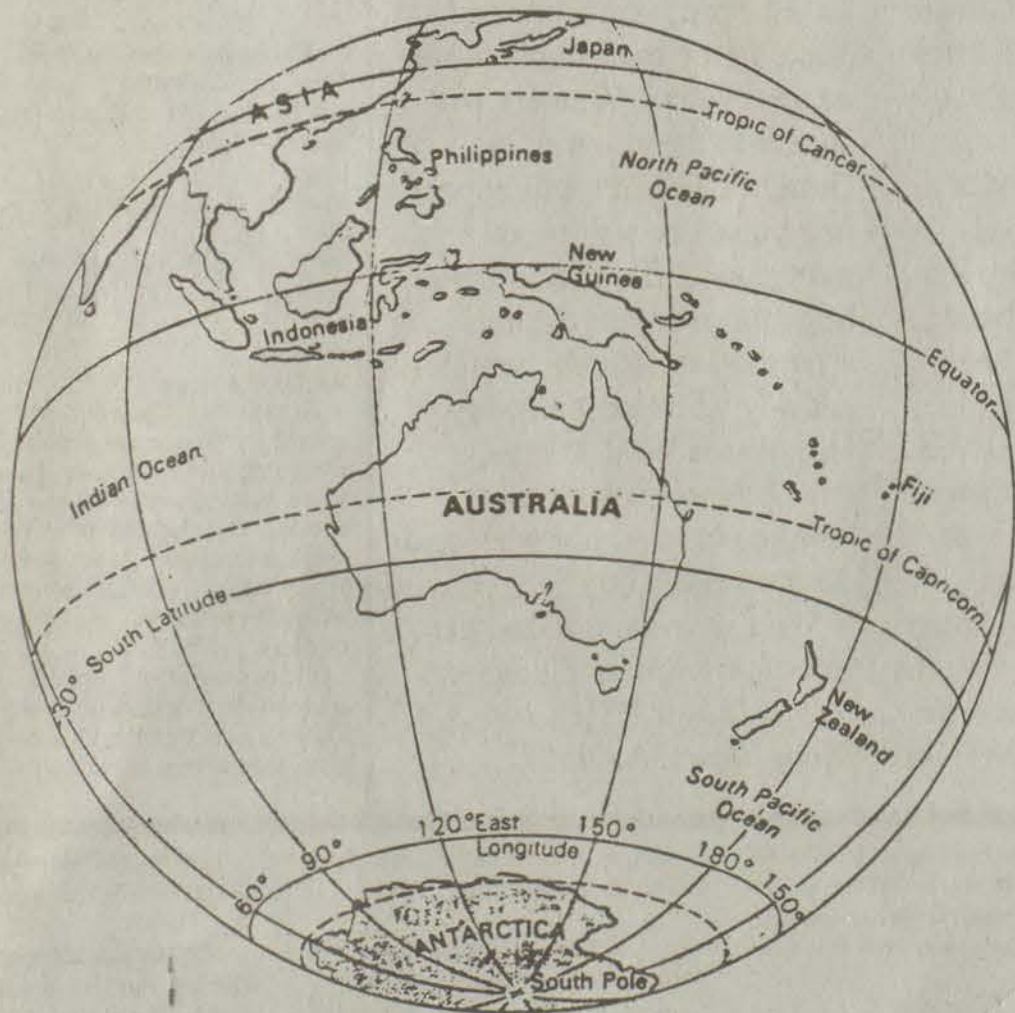 Japan
ASIA
Tropic of Cancer
Philippines
North Pacific
Ocean
New
Guinea
Indonesia
Equator
Indian Ocean
Fiji
AUSTRALIA
Tropic of Capricorn
30° South Latitude
New
Zealand
South Pacific
Ocean
120° East 150°
Longitude
90° 180°
60° 150°
ANTARCTICA
South Pole